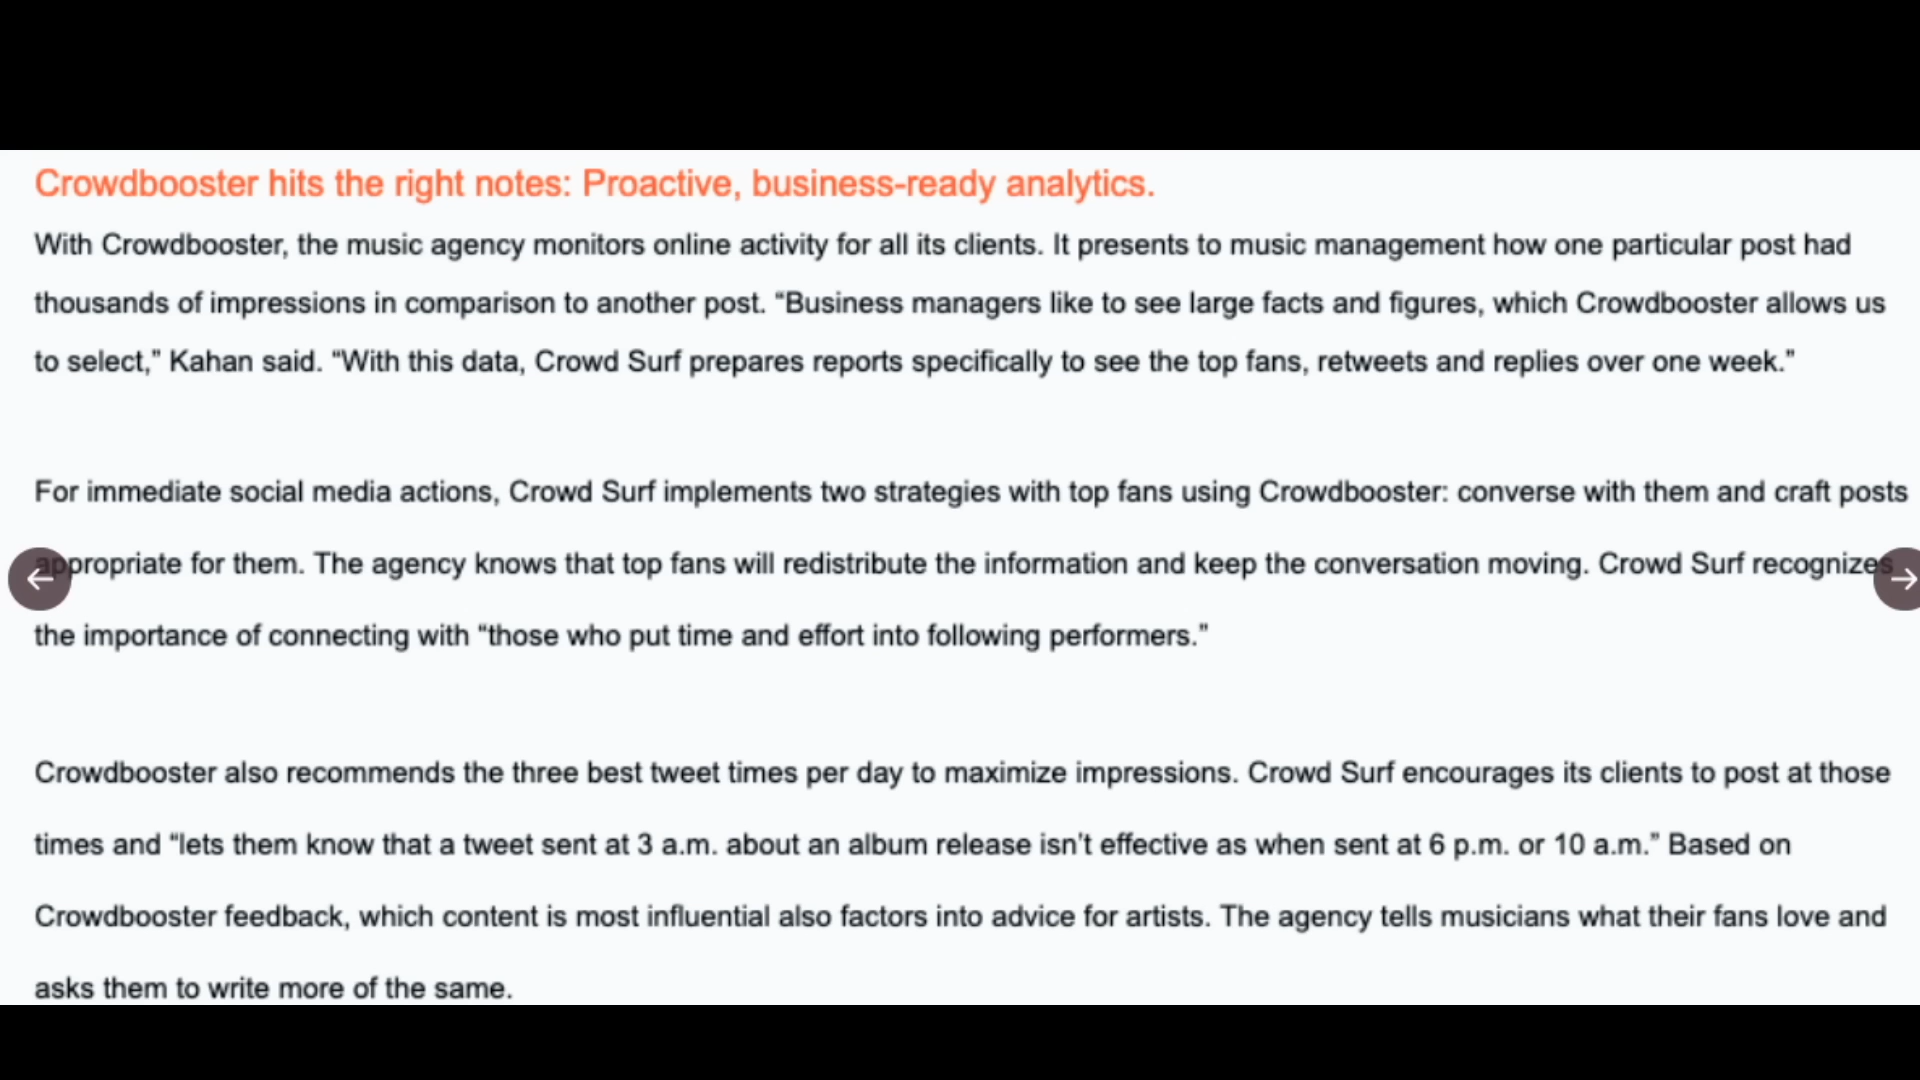 Crowdbooster hits the right notes: Proactive, business-ready analytics.
With Crowdbooster, the music agency monitors online activity for all its clients. It presents to music management how one particular post had
thousands of impressions in comparison to another post. “Business managers like to see large facts and figures, which Crowdbooster allows us
to select,” Kahan said. “With this data, Crowd Surf prepares reports specifically to see the top fans, retweets and replies over one week.”
For immediate social media actions, Crowd Surf implements two strategies with top fans using Crowdbooster: converse with them and craft posts
appropriate for them. The agency knows that top fans will redistribute the information and keep the conversation moving. Crowd Surf recognizes
the importance of connecting with “those who put time and effort into following performers.”
Crowdbooster also recommends the three best tweet times per day to maximize impressions. Crowd Surf encourages its clients to post at those
times and “lets them know that a tweet sent at 3 a.m. about an album release isn’t effective as when sent at 6 p.m. or 10 a.m.” Based on
Crowdbooster feedback, which content is most influential also factors into advice for artists. The agency tells musicians what their fans love and
asks them to write more of the same.